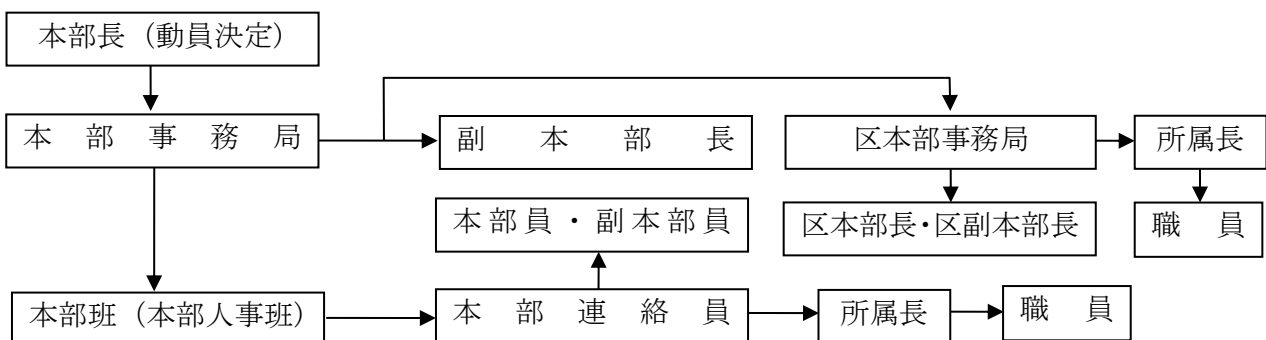 本部長（動員決定）
本部事務局
副本部長
区本部事務局
所属長
本部員・副本部員
区本部長・区副本部長
職員
本部班（本部人事班）
本部連絡員
所属長
職員